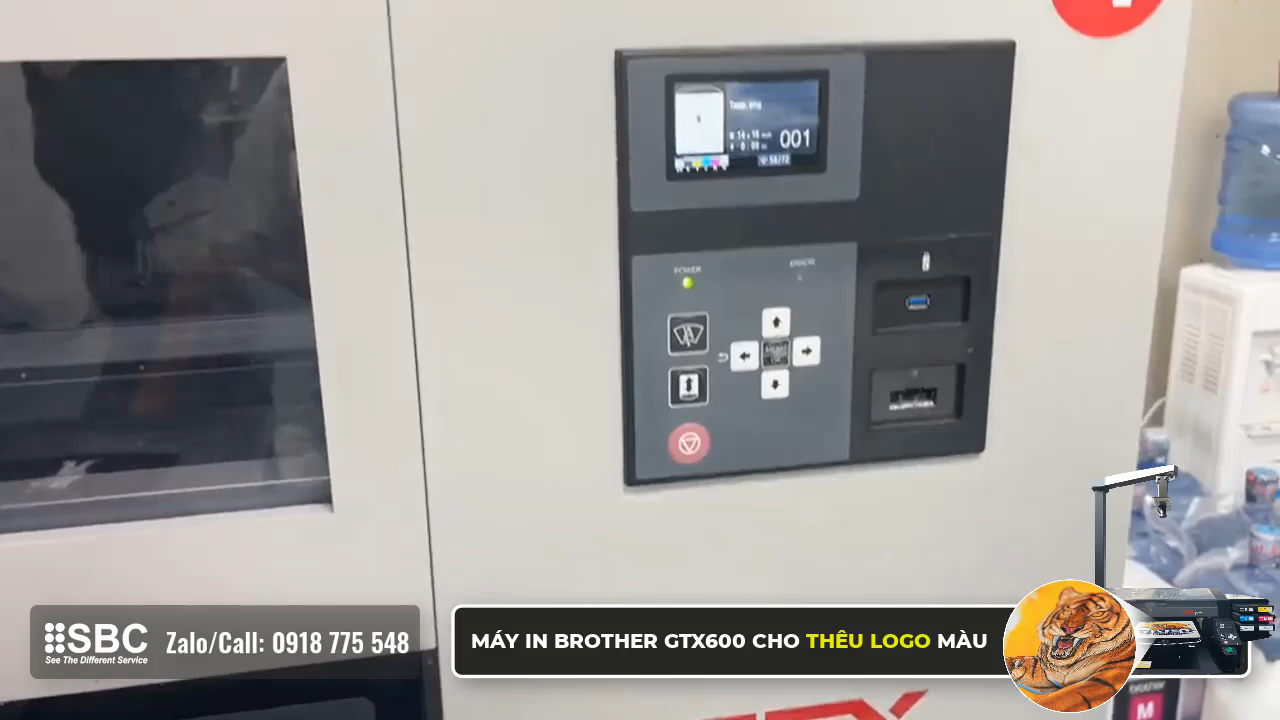 001
POWER
ERROR
SBC
See The Different Service
Zalo/Call: 0918 775 548
MÁY IN BROTHER GTX600 CHO THÊU LOGO MÀU
brother
M